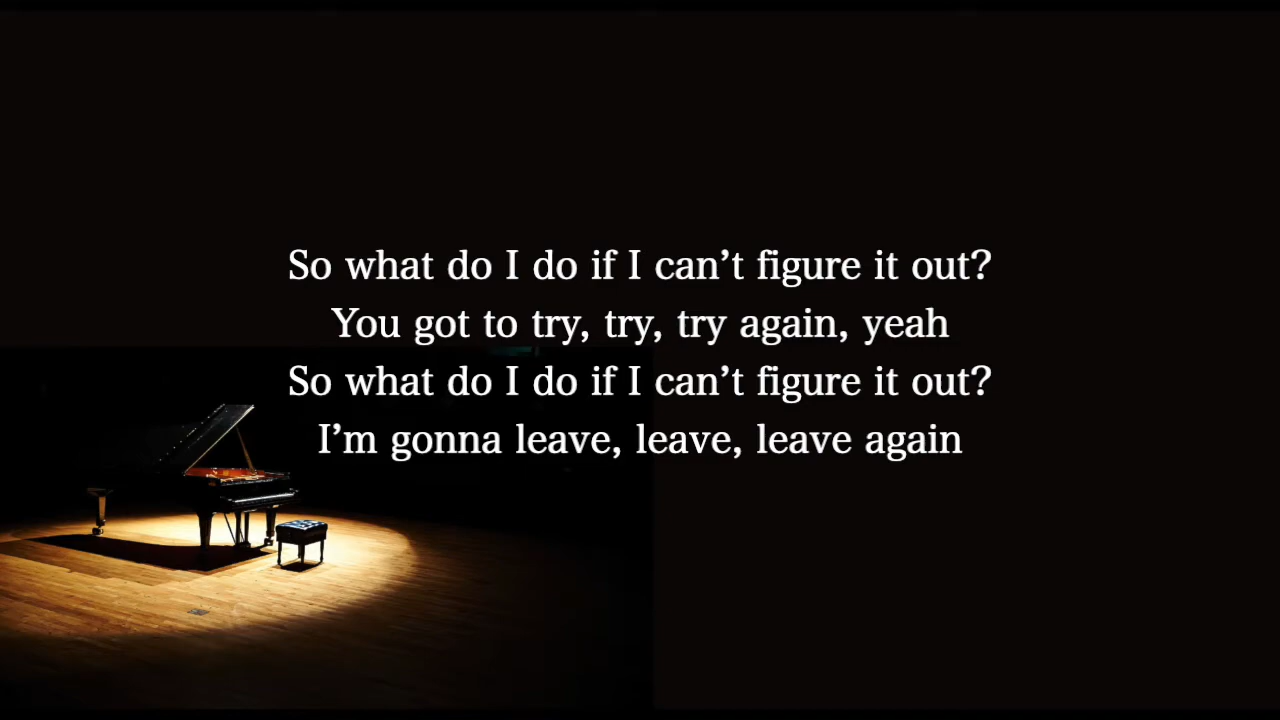 So what do I do if I can’t figure it out?
You got to try, try, try again, yeah
So what do I do if I can’t figure it out?
I’m gonna leave, leave, leave again